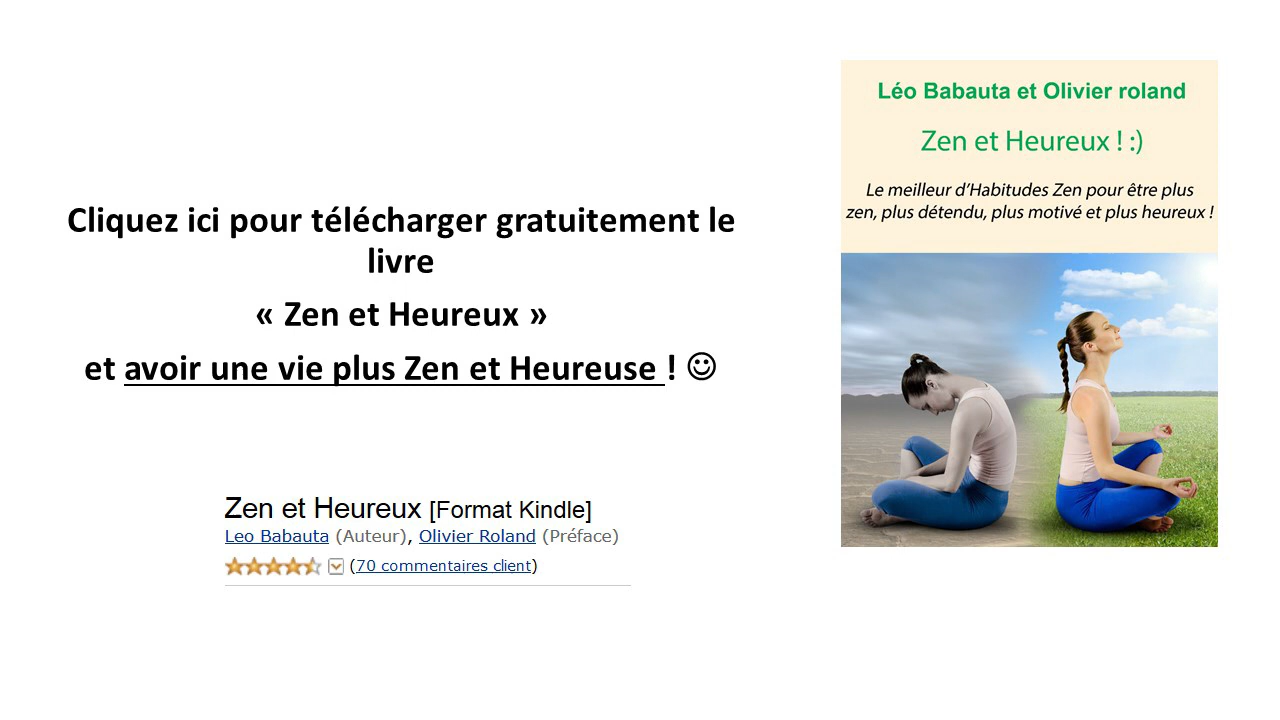 Cliquez ici pour télécharger gratuitement le
livre
« Zen et Heureux »
et avoir une vie plus Zen et Heureuse ! ☺
Zen et Heureux [Format Kindle]
Leo Babauta (Auteur), Olivier Roland (Préface)
(70 commentaires client)
Léo Babauta et Olivier roland
Zen et Heureux ! :)
Le meilleur d'Habitudes Zen pour être plus
zen, plus détendu, plus motivé et plus heureux !